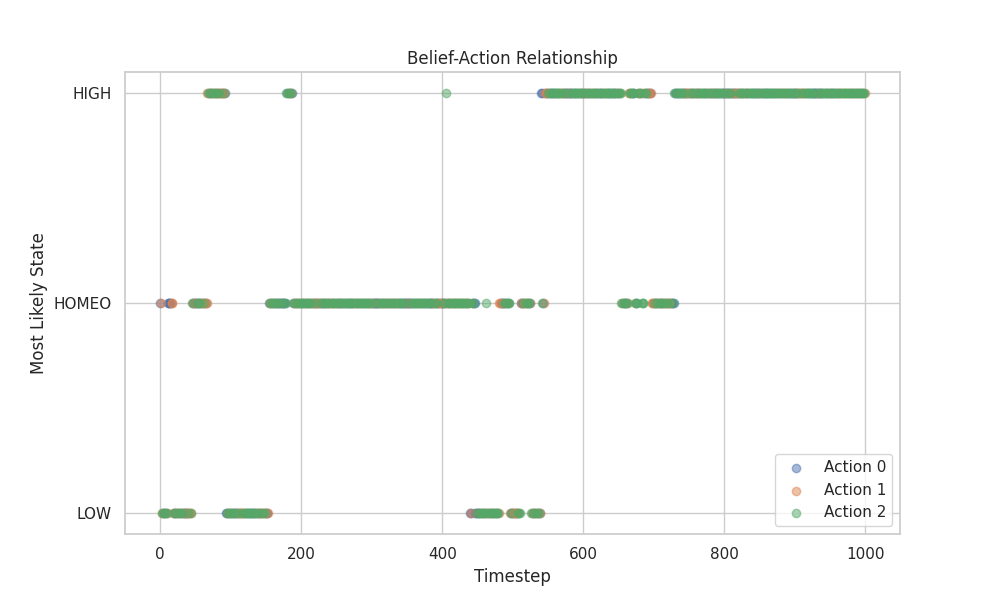 Belief-Action Relationship
Most Likely State
HIGH
HOMEO
LOW
0
200
400
600
800
1000
Timestep
Action 0
Action 1
Action 2